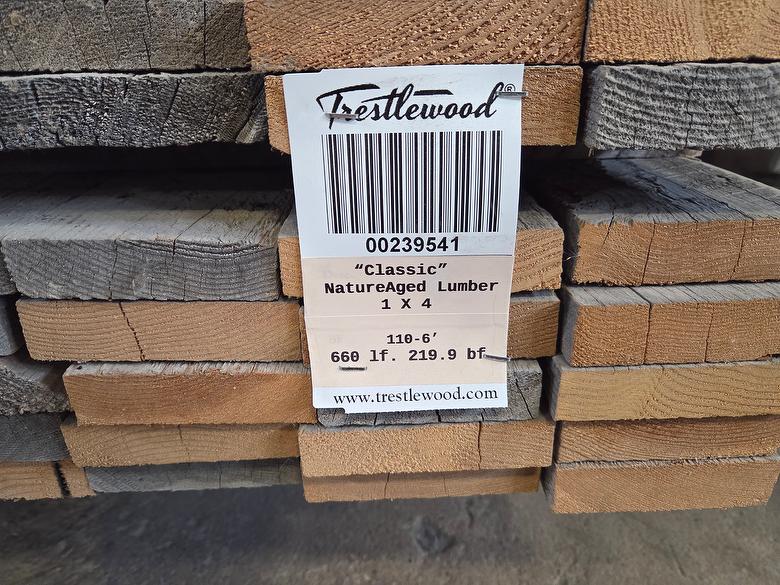 Trestlewood®
00239541
“Classic”
NatureAged Lumber
1 X 4
110-6’
660 lf. 219.9 bf
www.trestlewood.com